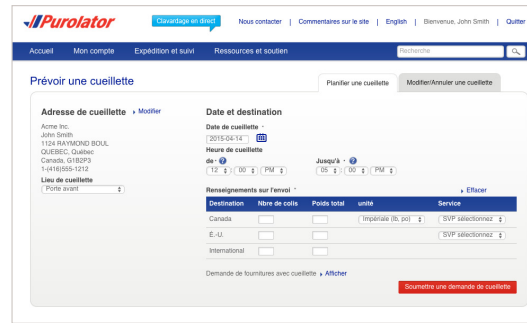 Purolator
Clavardage en direct
Nous contacter | Commentaires sur le site | English | Bienvenue, John Smith | Quitter
Accueil Mon compte Expédition et suivi Ressources et soutien Recherche
Prévoir une cueillette
Planifier une cueillette Modifier/Annuler une cueillette
Adresse de cueillette Modifier
Acme Inc.
John Smith
1124 RAYMOND BOUL
QUEBEC, Québec
Canada, G1B2P3
1-(416)555-1212
Lieu de cueillette
Porte avant
Date et destination
Date de cueillette *
2015-04-14
Heure de cueillette
de * ? Jusqu'à * ?
12 : 00 PM 05 : 00 PM
Renseignements sur l'envoi * Effacer
Destination Nbre de colis Poids total unité Service
Canada Impériale (lb, po) SVP sélectionnez
É.-U. SVP sélectionnez
International
Demande de fournitures avec cueillette Afficher
Soumettre une demande de cueillette